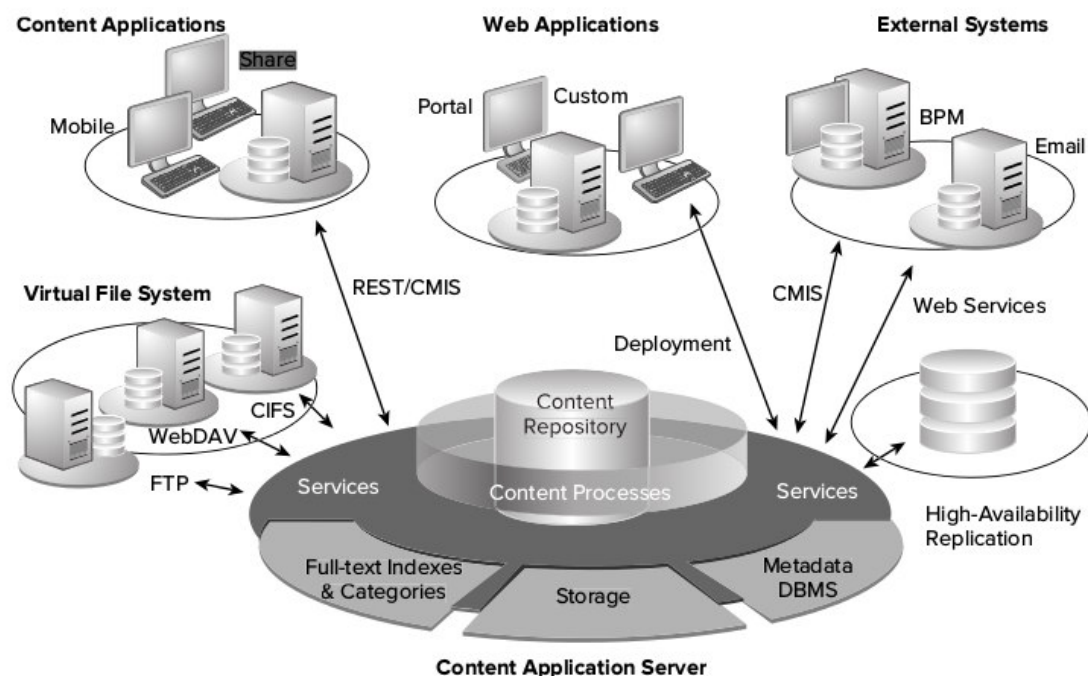 Content Applications
Web Applications
External Systems
Share
Mobile
Portal
Custom
BPM
Email
REST/CMIS
CMIS
Web Services
Deployment
Virtual File System
CIFS
WebDAV
FTP
Content
Repository
Content Processes
Services
Services
High-Availability
Replication
Full-text Indexes
& Categories
Storage
Metadata
DBMS
Content Application Server